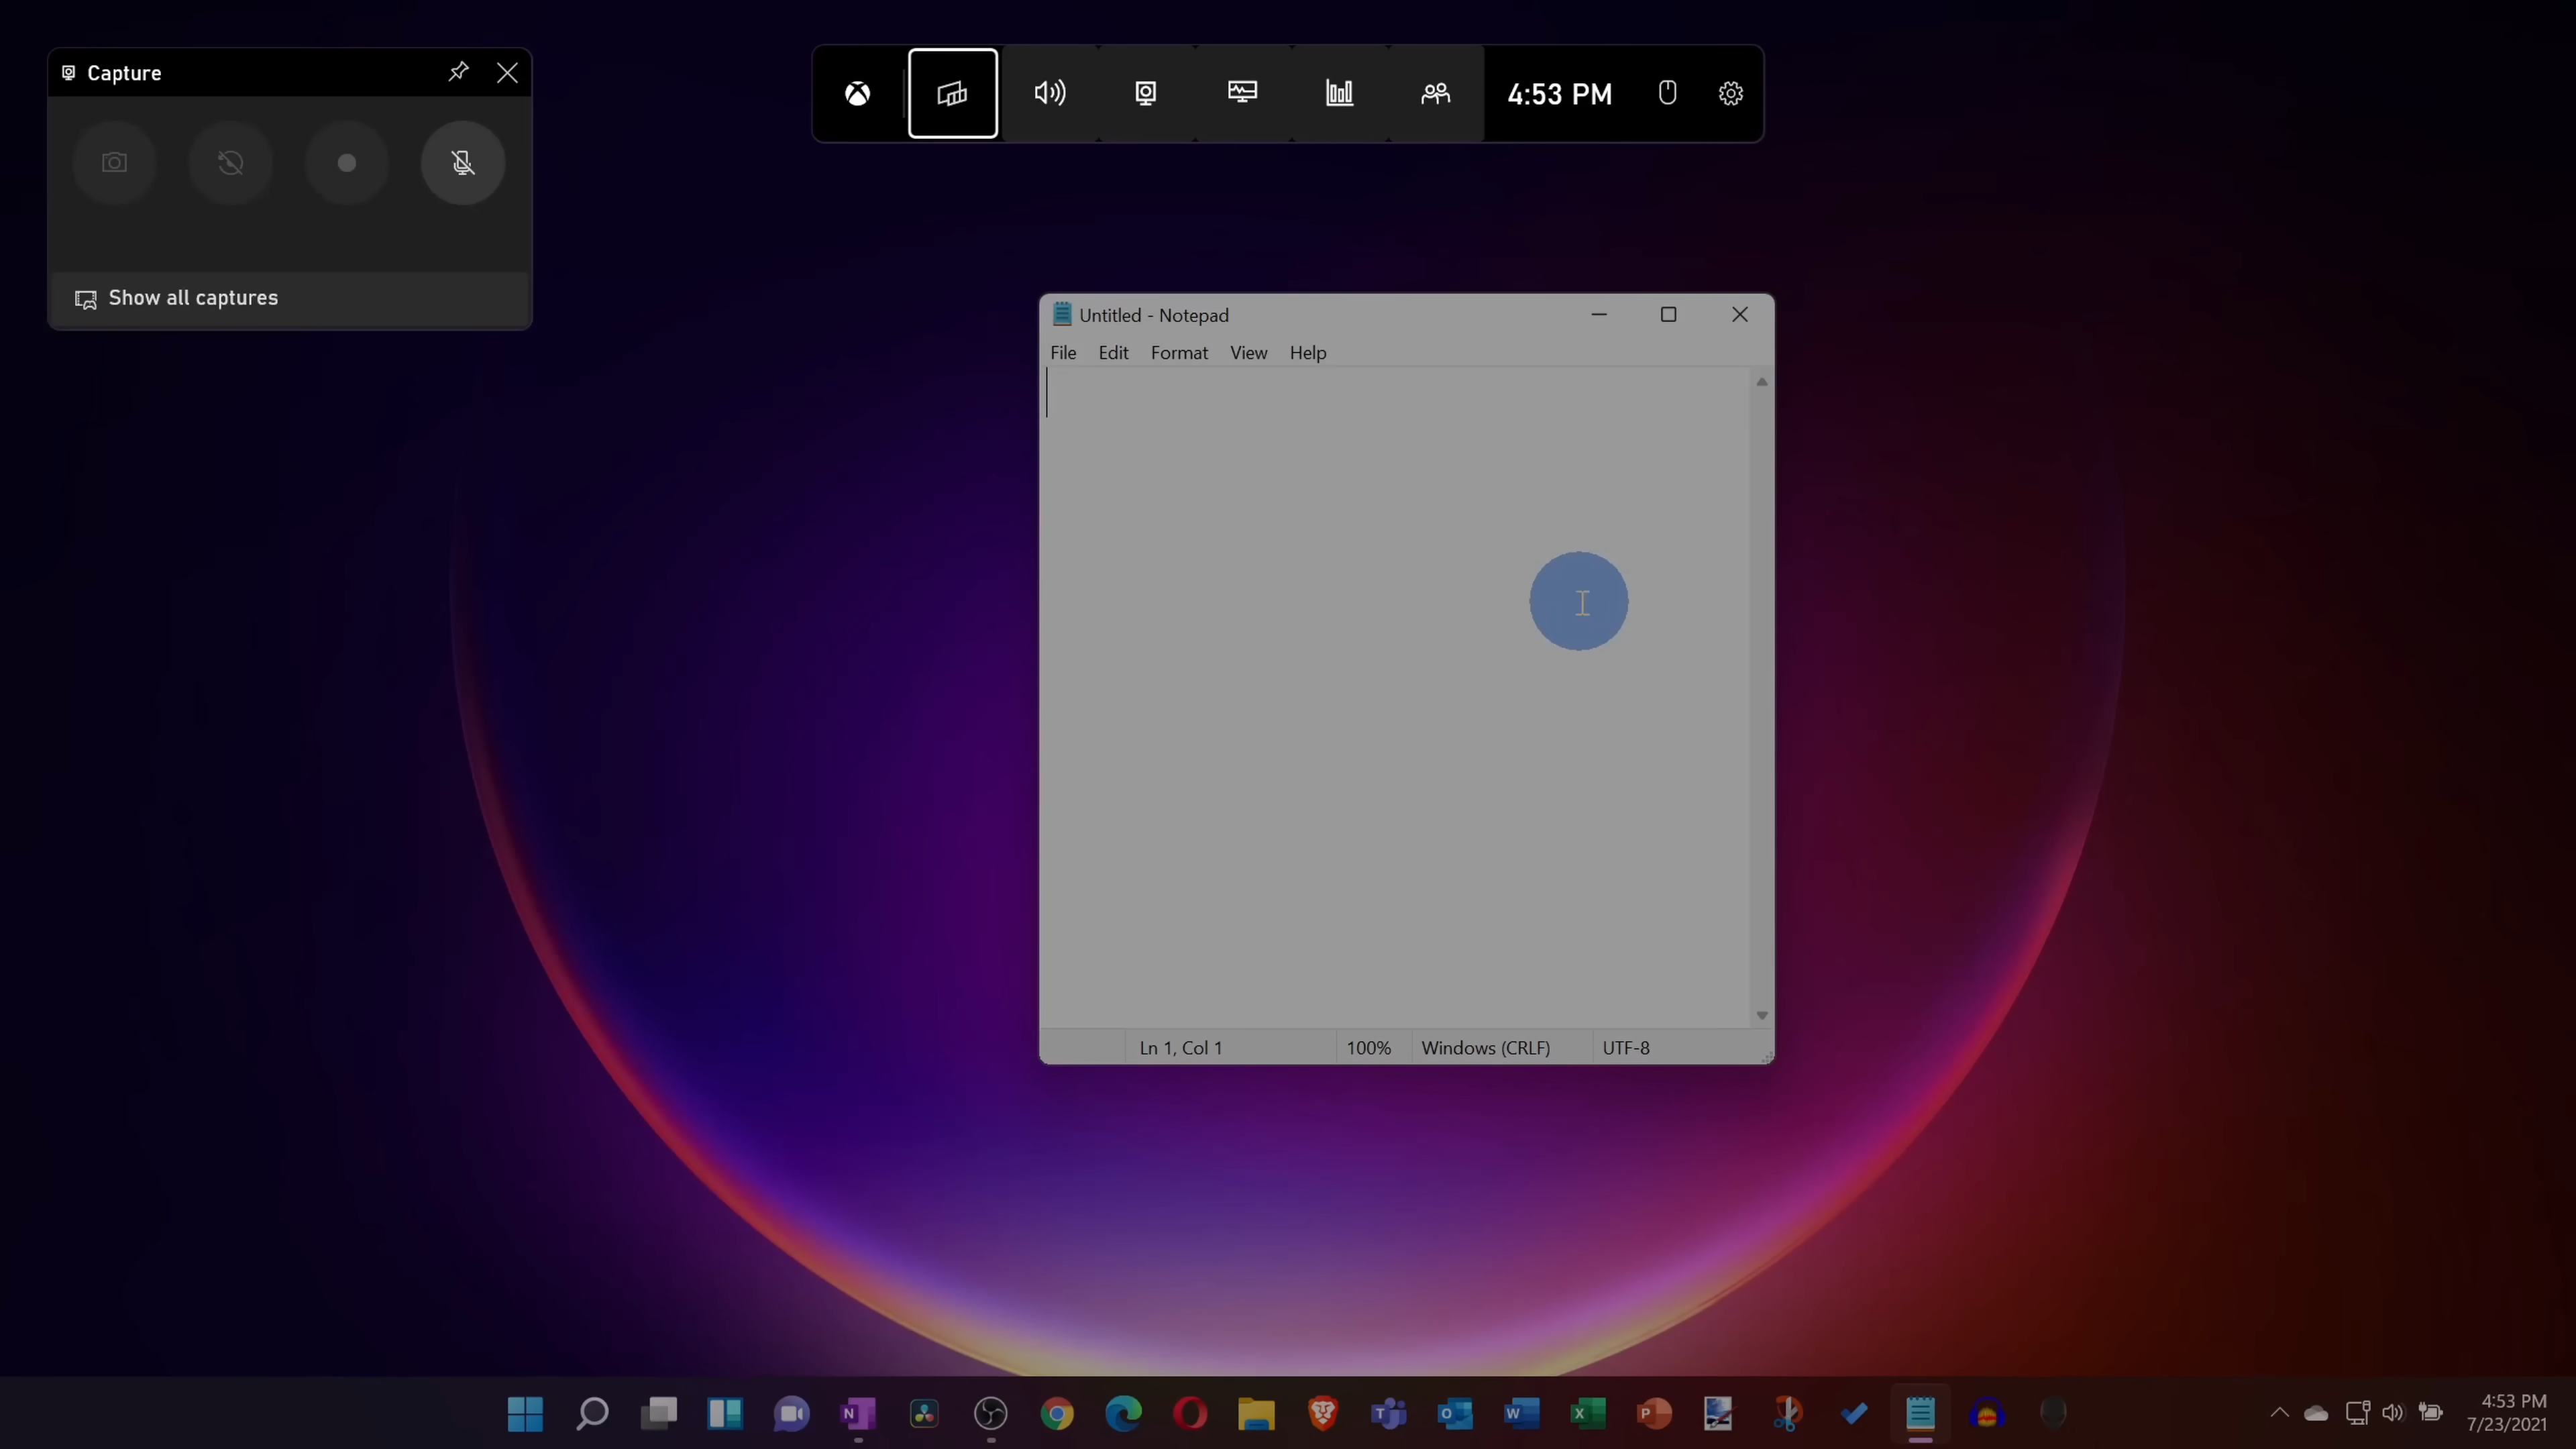 Capture
4:53 PM
Show all captures
Untitled - Notepad
File Edit Format View Help
Ln 1, Col 1 100% Windows (CRLF) UTF-8
N T O W X P
4:53 PM
7/23/2021